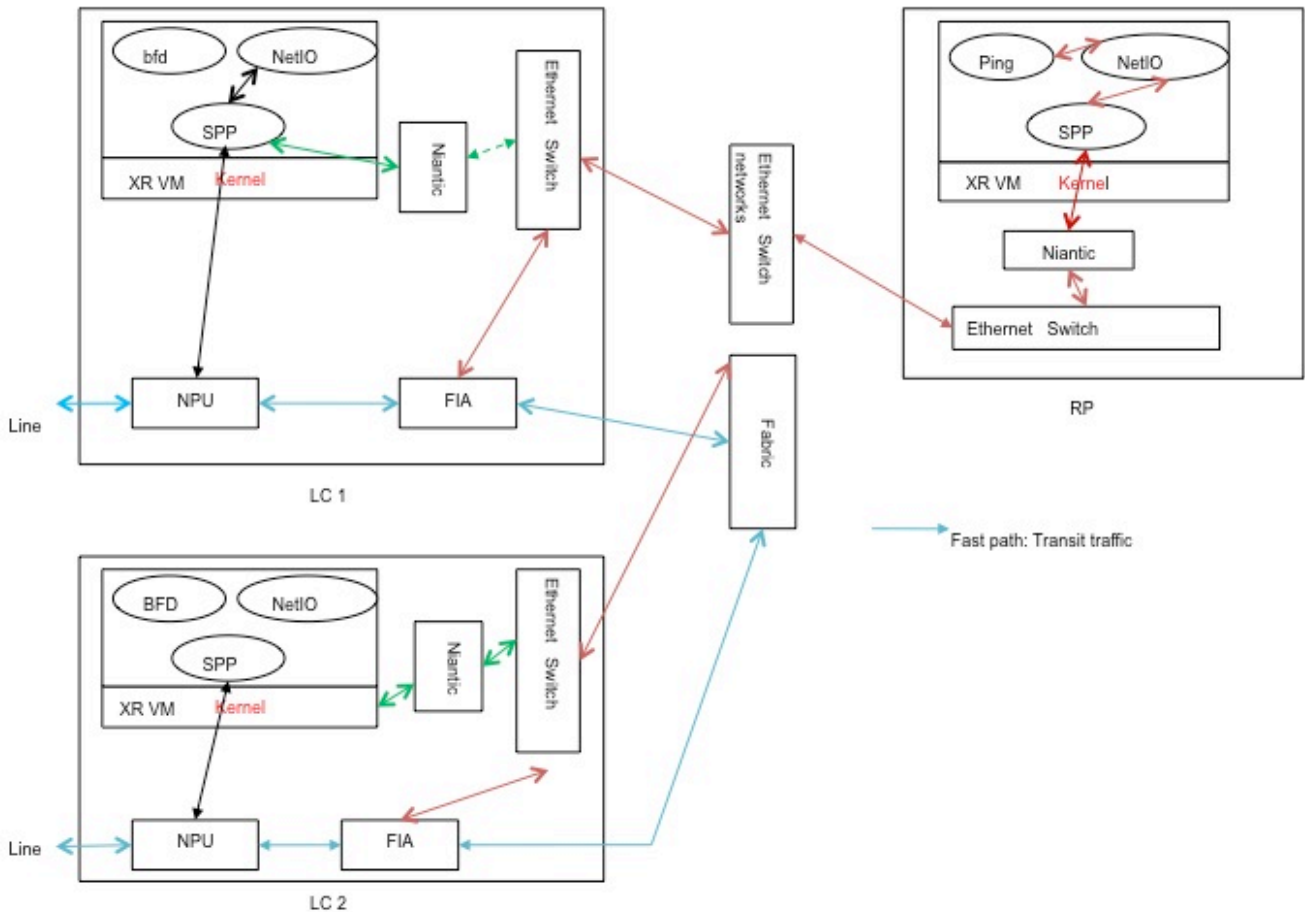 bfd
NetIO
SPP
XR VM
Kernel
Niantic
Ethernet Switch
NPU
FIA
Line
LC 1
Ethernet Switch
networks
Fabric
Ping
NetIO
SPP
XR VM
Kernel
Niantic
Ethernet Switch
RP
Fast path: Transit traffic
BFD
NetIO
SPP
XR VM
Kernel
Niantic
Ethernet Switch
NPU
FIA
Line
LC 2